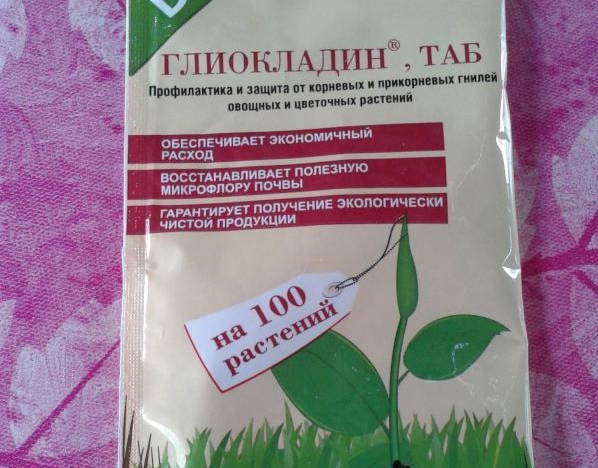 ГЛИОКЛАДИН®, ТАБ
Профилактика и защита от корневых и прикорневых гнилей
овощных и цветочных растений
ОБЕСПЕЧИВАЕТ ЭКОНОМИЧНЫЙ
РАСХОД
ВОССТАНАВЛИВАЕТ ПОЛЕЗНУЮ
МИКРОФЛОРУ ПОЧВЫ
ГАРАНТИРУЕТ ПОЛУЧЕНИЕ ЭКОЛОГИЧЕСКИ
ЧИСТОЙ ПРОДУКЦИИ
на 100
растений